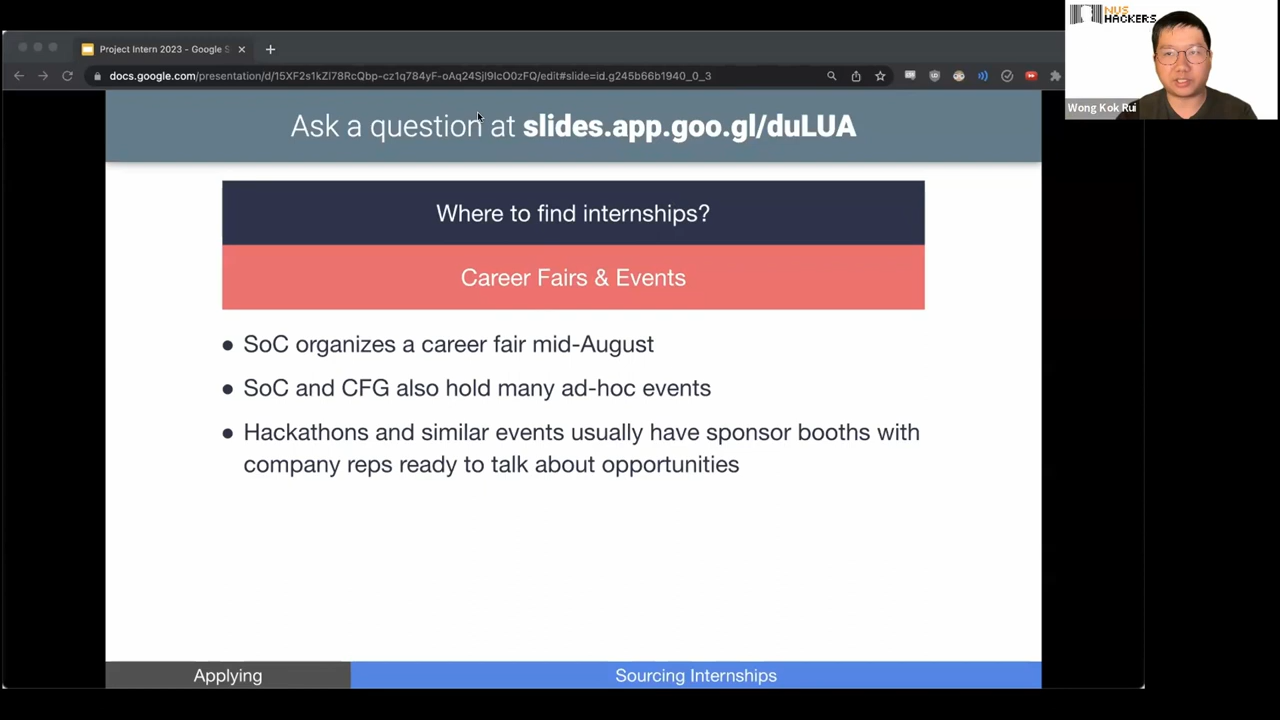 NUS
HACKERS
Project Intern 2023 - Google S
docs.google.com/presentation/d/15XF2s1kZl78RcQbp-cz1q784yF-oAq24SjI9IcO0zFQ/edit#slide=id.g245b66b1940_0_3
Wong Kok Rui
Ask a question at slides.app.goo.gl/duLUA
Where to find internships?
Career Fairs & Events
● SoC organizes a career fair mid-August
● SoC and CFG also hold many ad-hoc events
● Hackathons and similar events usually have sponsor booths with
company reps ready to talk about opportunities
Applying
Sourcing Internships